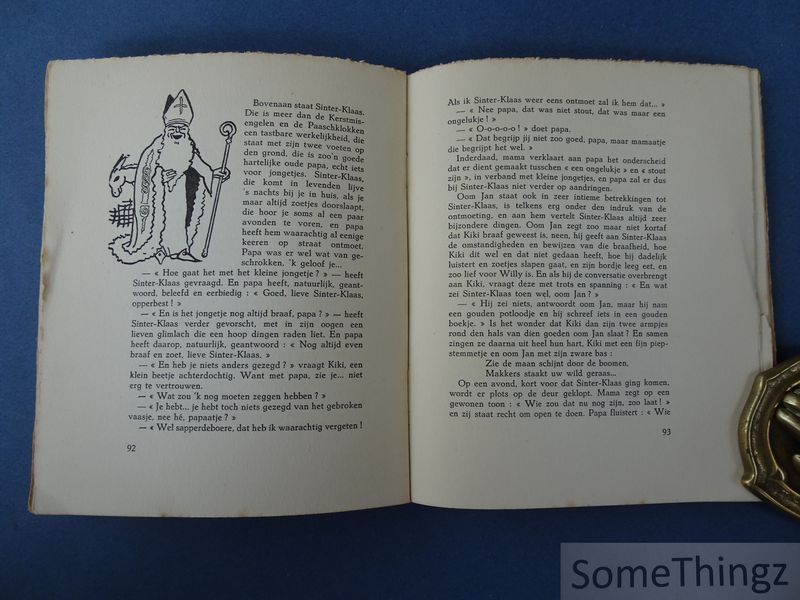 Bovenaan staat Sinter-Klaas.
Die is meer dan de Kerstmis-
engelen en de Paaschklokken
een tastbare werkelijkheid, die
staat met zijn twee voeten op
den grond, die is zoo'n goede
hartelijke oude papa, echt iets
voor jongetjes. Sinter-Klaas,
die komt in levenden lijve
's nachts bij je in huis, als je
maar altijd zoetjes doorslaapt,
die hoor je soms al een paar
avonden te voren, en papa
heeft hem waarachtig al eenige
keeren op straat ontmoet.
Papa was er wel wat van ge-
schrokken, 'k geloof je...
— « Hoe gaat het met het kleine jongetje ? » — heeft
Sinter-Klaas gevraagd. En papa heeft, natuurlijk, geant-
woord, beleefd en eerbiedig : « Goed, lieve Sinter-Klaas,
opperbest ! »
— « En is het jongetje nog altijd braaf, papa ? » — heeft
Sinter-Klaas verder gevorscht, met in zijn oogen een
lieven glimlach die een hoop dingen raden liet. En papa
heeft daarop, natuurlijk, geantwoord : « Nog altijd even
braaf en zoet, lieve Sinter-Klaas. »
— « En heb je niets anders gezegd ? » vraagt Kiki, een
klein beetje achterdochtig. Want met papa, zie je... niet
erg te vertrouwen.
— « Wat zou 'k nog moeten zeggen hebben ? »
— « Je hebt... je hebt toch niets gezegd van het gebroken
vaasje, nee hé, papaatje ? »
— « Wel sapperdeboere, dat heb ik waarachtig vergeten !
92
Als ik Sinter-Klaas weer eens ontmoet zal ik hem dat... »
— « Nee papa, dat was niet stout, dat was maar een
ongelukje ! »
— « O-o-o-o-o ! » doet papa.
— « Dat begrijp jij niet zoo goed, papa, maar mamaatje
die begrijpt het wel. »
Inderdaad, mama verklaart aan papa het onderscheid
dat er dient gemaakt tusschen « een ongelukje » en « stout
zijn », in verband met kleine jongetjes, en papa zal er dus
bij Sinter-Klaas niet verder op aandringen.
Oom Jan staat ook in zeer intieme betrekkingen tot
Sinter-Klaas, is telkens erg onder den indruk van de
ontmoeting, en aan hem vertelt Sinter-Klaas altijd zeer
bijzondere dingen. Oom Jan zegt zoo maar niet kortaf
dat Kiki braaf geweest is, neen, hij geeft aan Sinter-Klaas
de omstandigheden en bewijzen van die braafheid, hoe
Kiki dit wel en dat niet gedaan heeft, hoe hij dadelijk
luistert en zoetjes slapen gaat, en zijn bordje leeg eet, en
zoo lief voor Willy is. En als hij de conversatie overbrengt
aan Kiki, vraagt deze met trots en spanning : « En wat
zei Sinter-Klaas toen wel, oom Jan ? »
— « Hij zei niets, antwoordt oom Jan, maar hij nam
een gouden potloodje en hij schreef iets in een gouden
boekje. » Is het wonder dat Kiki dan zijn twee armpjes
rond den hals van dien goeden oom Jan slaat ? En samen
zingen ze daarna uit heel hun hart, Kiki met een fijn piep-
stemmetje en oom Jan met zijn zware bas :
Zie de maan schijnt door de boomen,
Makkers staakt uw wild geraas...
Op een avond, kort voor dat Sinter-Klaas ging komen,
wordt er plots op de deur geklopt. Mama zegt op een
gewonen toon : « Wie zou dat nu nog zijn, zoo laat ! »
en zij staat recht om open te doen. Papa fluistert : « Wie
93
SomeThingz